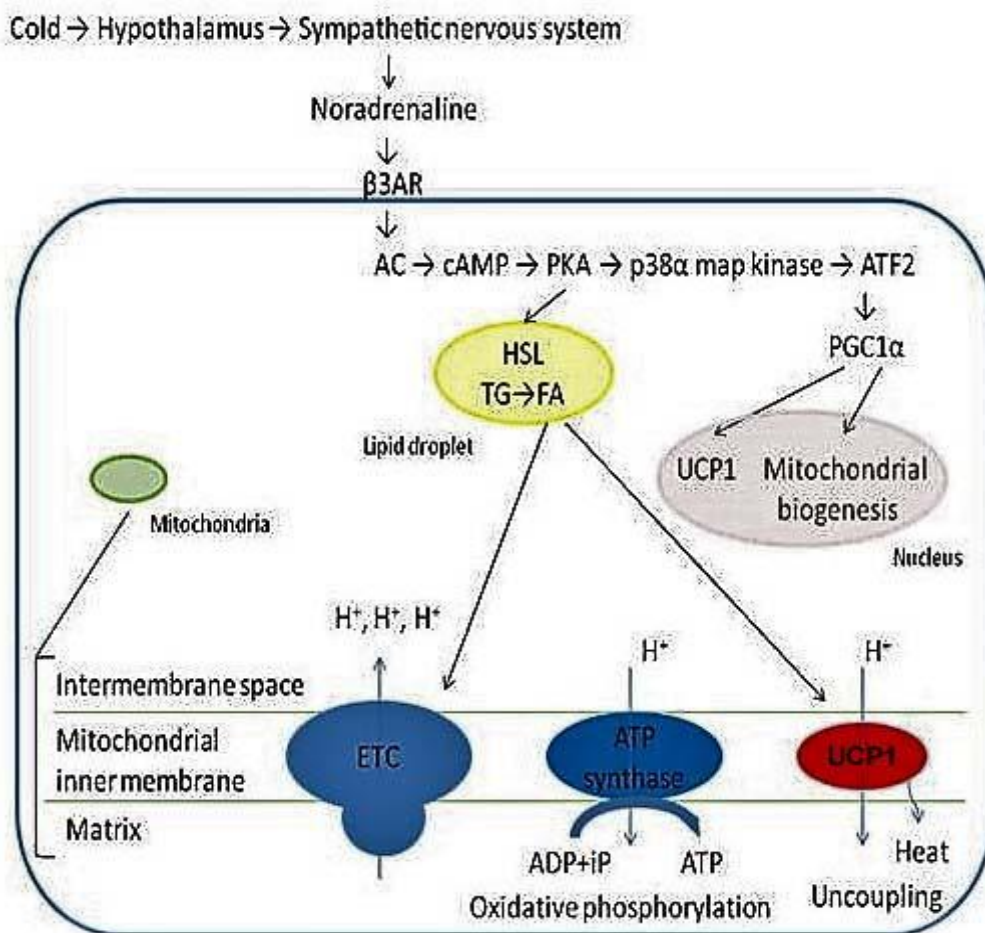 Cold → Hypothalamus → Sympathetic nervous system
Noradrenaline
β3AR
AC → cAMP → PKA → p38α map kinase → ATF2
PGC1α
HSL
TG→FA
Lipid droplet
UCP1 Mitochondrial
biogenesis
Nucleus
Mitochondria
H⁺, H⁺, H⁺
H⁺
H⁺
Intermembrane space
Mitochondrial
inner membrane
Matrix
ETC
ATP
synthase
UCP1
ADP+iP
ATP
Heat
Oxidative phosphorylation
Uncoupling